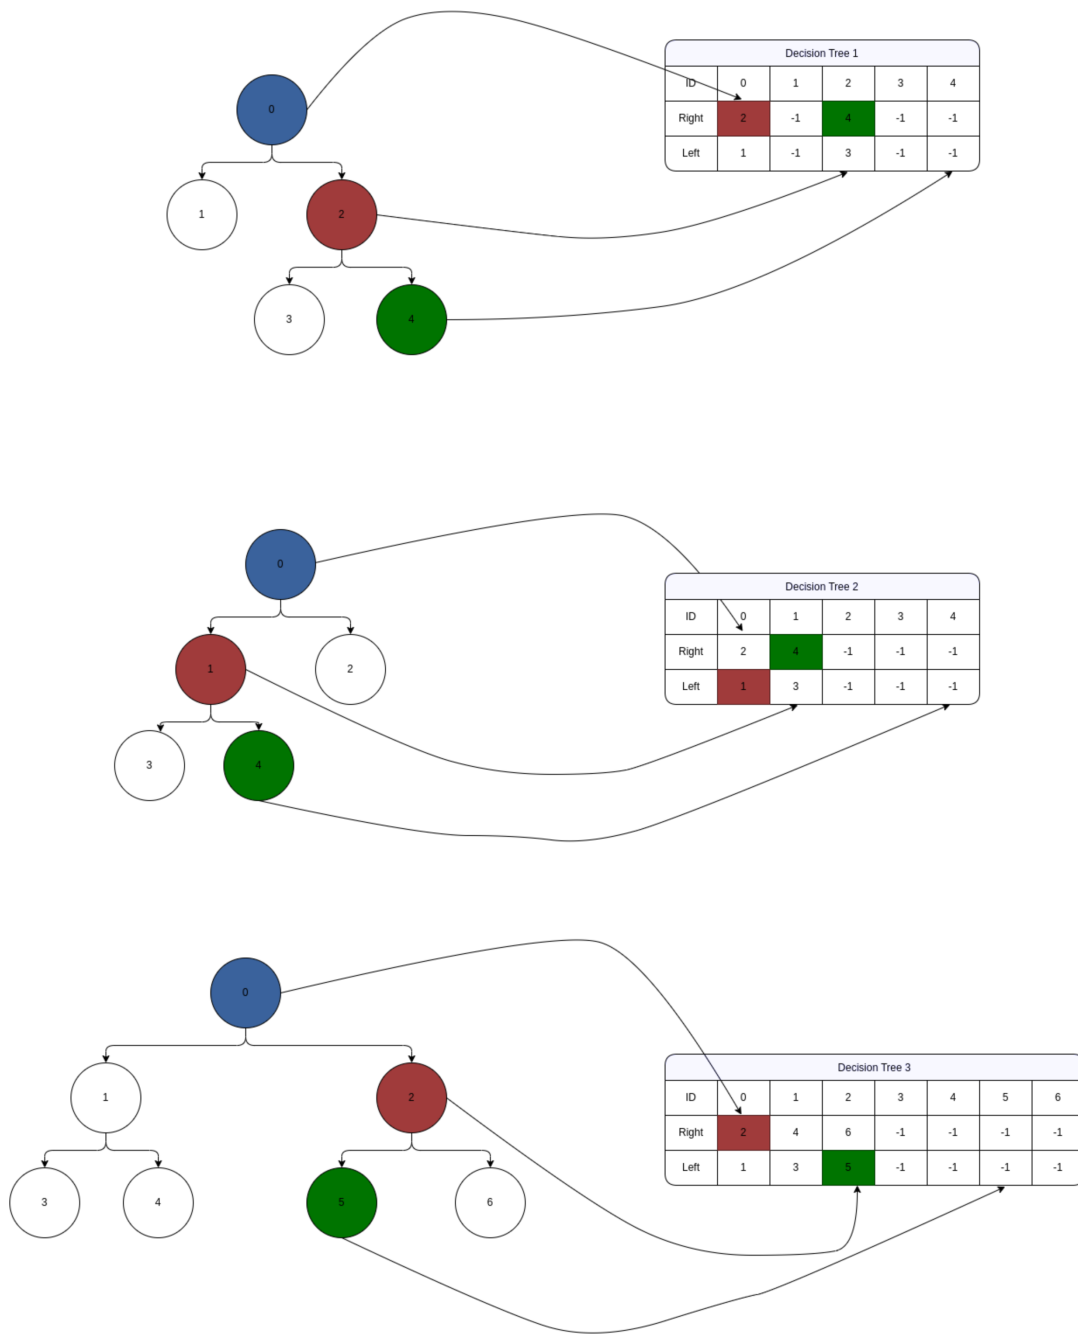 0
1 2
3 4
Decision Tree 1
ID 0 1 2 3 4
Right 2 -1 4 -1 -1
Left 1 -1 3 -1 -1
0
1 2
3 4
Decision Tree 2
ID 0 1 2 3 4
Right 2 4 -1 -1 -1
Left 1 3 -1 -1 -1
0
1 2
3 4 5 6
Decision Tree 3
ID 0 1 2 3 4 5 6
Right 2 4 6 -1 -1 -1 -1
Left 1 3 5 -1 -1 -1 -1